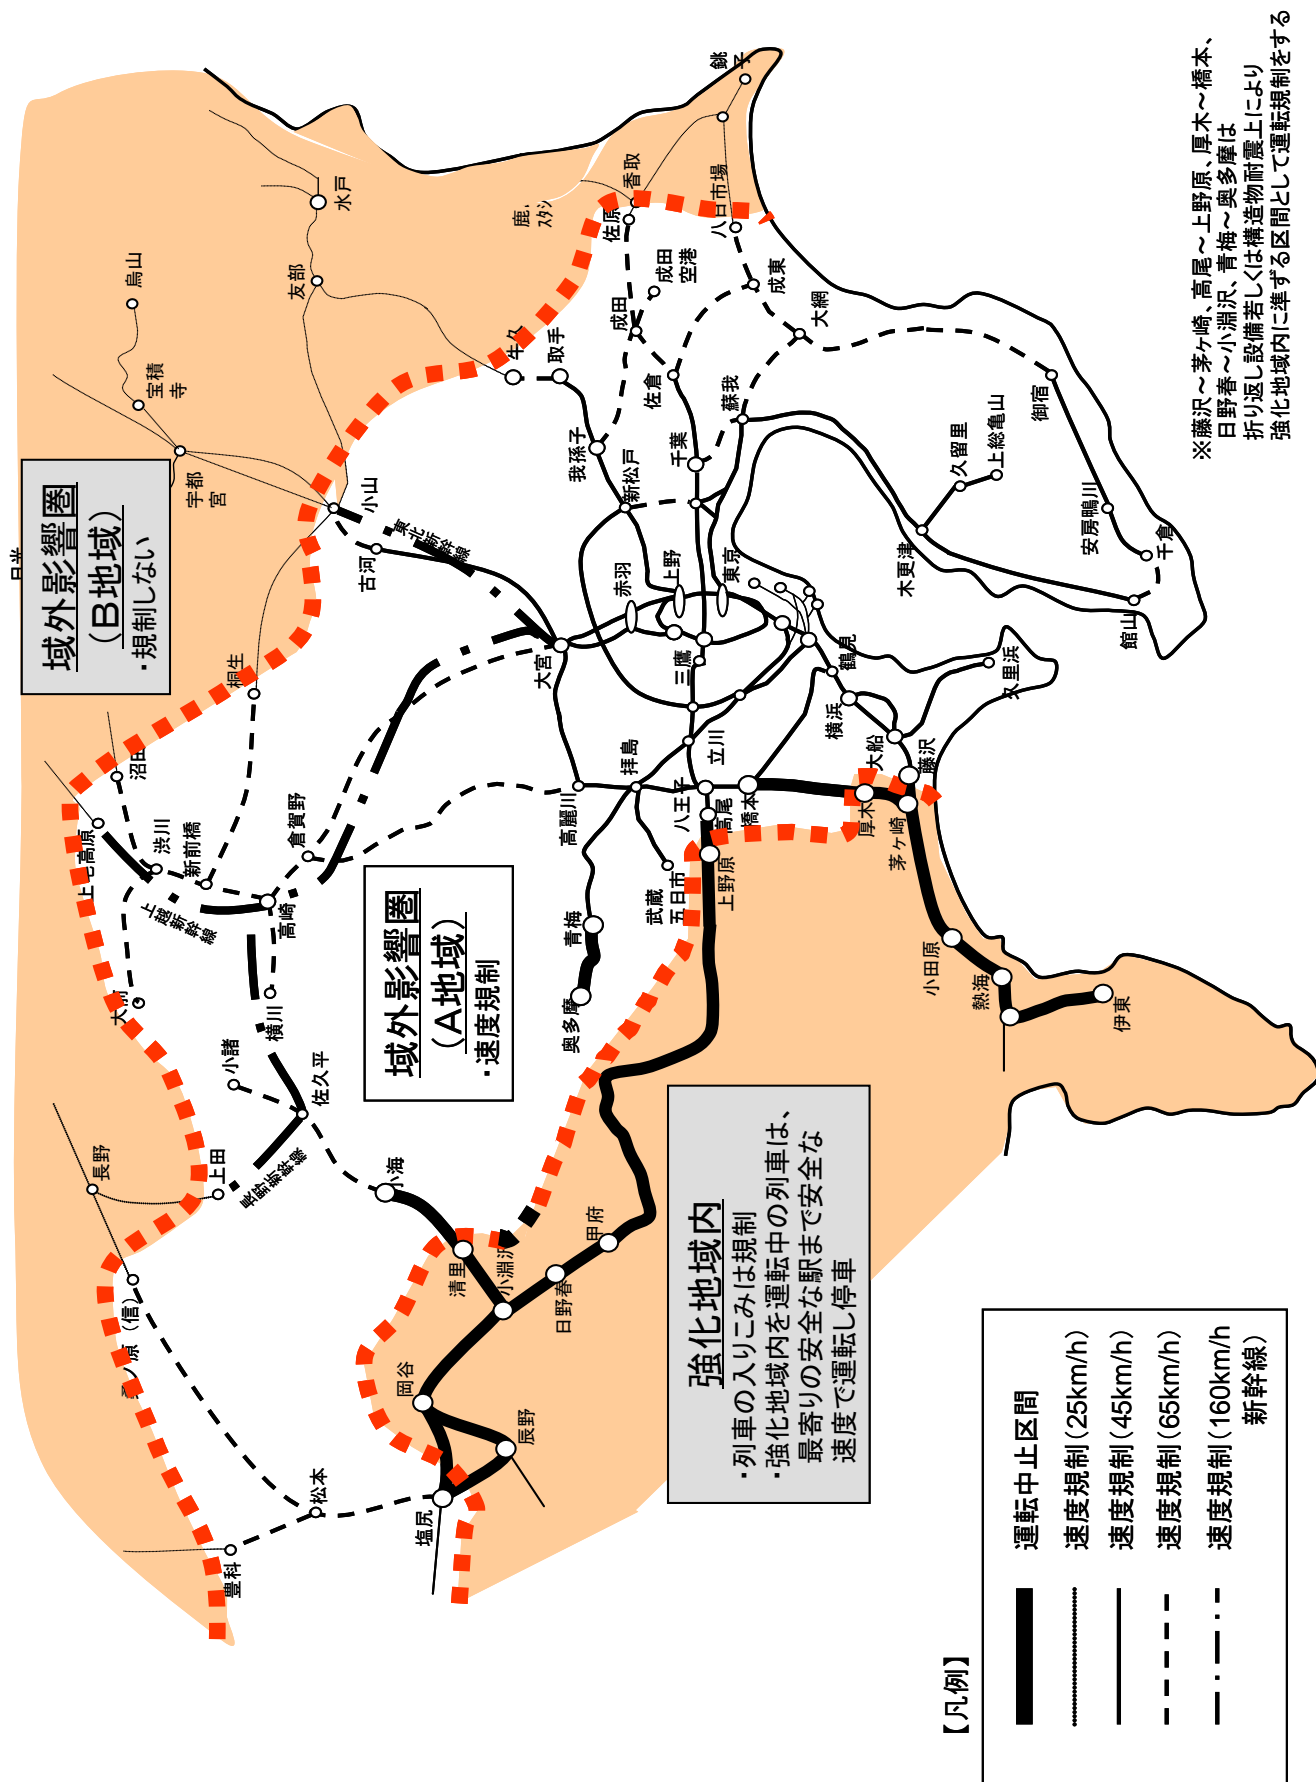 ※藤沢～茅ヶ崎、高尾～上野原、厚木～橋本、
日野春～小淵沢、青梅～奥多摩は
折り返し設備若しくは構造物耐震上により
強化地域内に準ずる区間として運転規制をする
域外影響圏
（Ｂ地域）
・規制しない
域外影響圏
（Ａ地域）
・速度規制
強化地域内
・列車の入りこみは規制
・強化地域内を運転中の列車は、
最寄りの安全な駅まで安全な
速度で運転し停車
【凡例】
運転中止区間
速度規制（25km/h）
速度規制（45km/h）
速度規制（65km/h）
速度規制（160km/h
新幹線）
長野
上田
長野新幹線
豊科
松本
塩尻
辰野
岡谷
小淵沢
日野春
甲府
清里
小海
佐久平
小諸
横川
高崎
倉賀野
新前橋
渋川
上越新幹線
桐生
宇都
宮
宝積
寺
烏山
小山
東北新幹線
古河
友部
水戸
牛久
取手
我孫子
新松戸
大宮
赤羽
上野
東京
三鷹
立川
拝島
高麗川
八王子
高尾
橋本
武蔵
五日市
青梅
奥多摩
上野原
厚木
茅ヶ崎
藤沢
大船
横浜
鶴見
久里浜
小田原
熱海
伊東
千葉
蘇我
佐倉
成田
成田
空港
佐原
香取
銚子
八日市場
成東
大網
御宿
安房鴨川
千倉
館山
木更津
久留里
上総亀山